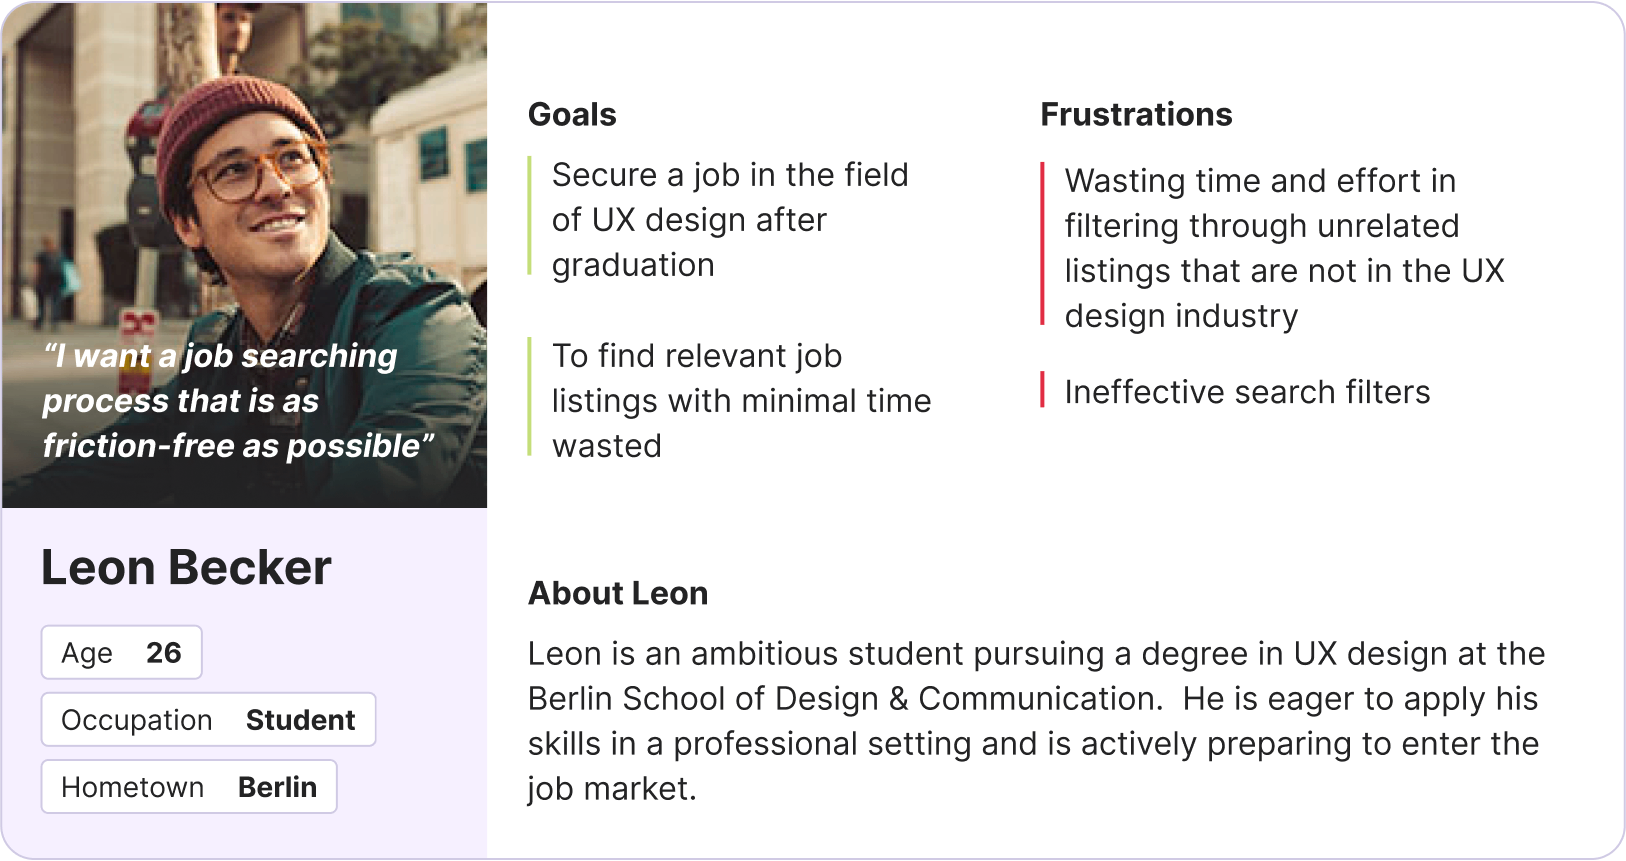 “I want a job searching
process that is as
friction-free as possible”
Leon Becker
Age 26
Occupation Student
Hometown Berlin
Goals
Secure a job in the field
of UX design after
graduation
To find relevant job
listings with minimal time
wasted
Frustrations
Wasting time and effort in
filtering through unrelated
listings that are not in the UX
design industry
Ineffective search filters
About Leon
Leon is an ambitious student pursuing a degree in UX design at the
Berlin School of Design & Communication.  He is eager to apply his
skills in a professional setting and is actively preparing to enter the
job market.